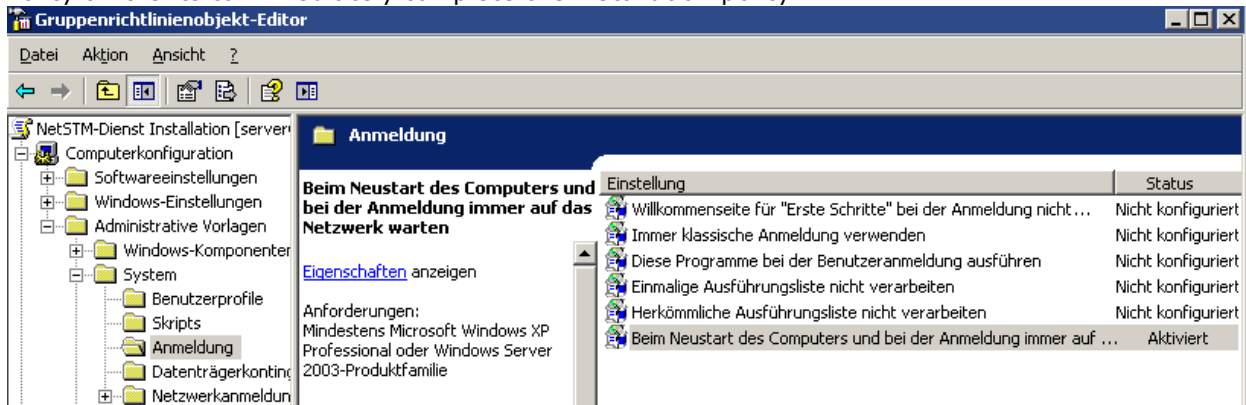 Gruppenrichtlinienobjekt-Editor
Datei Aktion Ansicht ?
NetSTM-Dienst Installation [server
Computerkonfiguration
Softwareeinstellungen
Windows-Einstellungen
Administrative Vorlagen
Windows-Komponenten
System
Benutzerprofile
Skripts
Anmeldung
Datenträgerkonting
Netzwerkanmeldun
Anmeldung
Beim Neustart des Computers und
bei der Anmeldung immer auf das
Netzwerk warten
Eigenschaften anzeigen
Anforderungen:
Mindestens Microsoft Windows XP
Professional oder Windows Server
2003-Produktfamilie
Einstellung Status
Willkommenseite für "Erste Schritte" bei der Anmeldung nicht... Nicht konfiguriert
Immer klassische Anmeldung verwenden Nicht konfiguriert
Diese Programme bei der Benutzeranmeldung ausführen Nicht konfiguriert
Einmalige Ausführungsliste nicht verarbeiten Nicht konfiguriert
Herkömmliche Ausführungsliste nicht verarbeiten Nicht konfiguriert
Beim Neustart des Computers und bei der Anmeldung immer auf ... Aktiviert